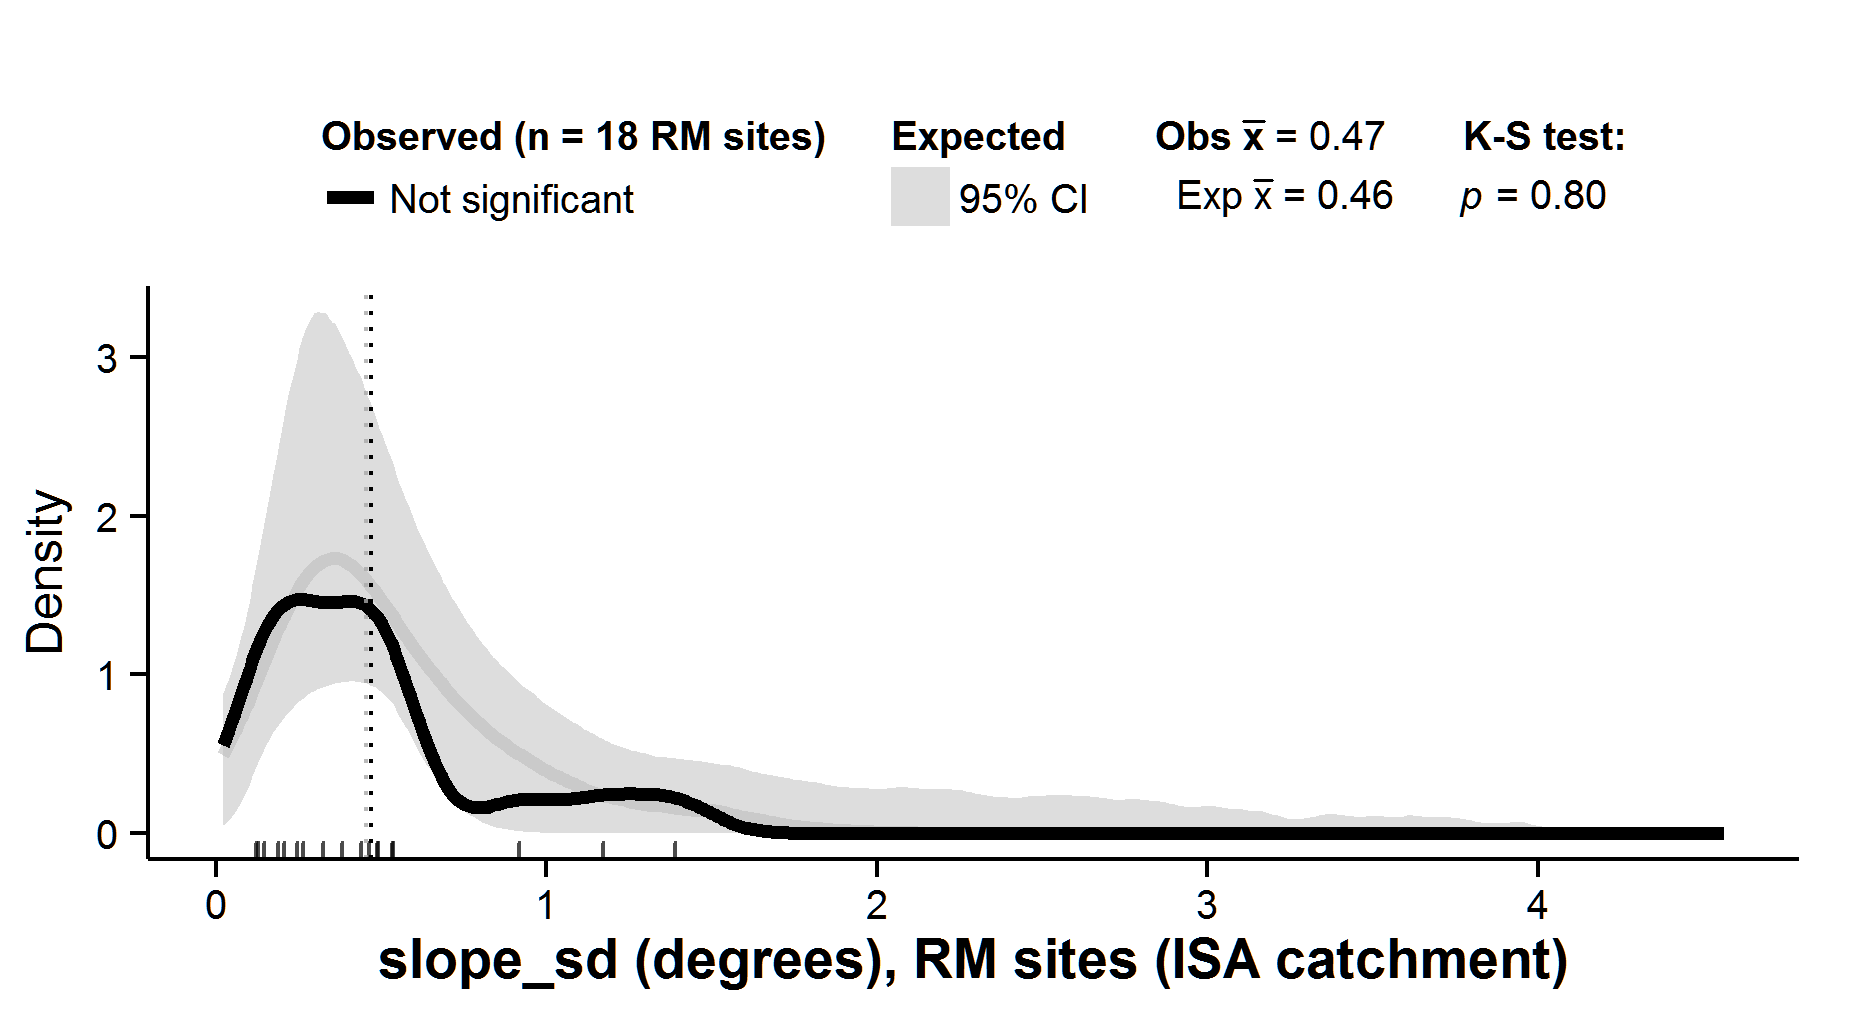 Observed (n = 18 RM sites) Expected Obs x̅ = 0.47 K-S test:
Not significant 95% CI Exp x̅ = 0.46 p = 0.80
Density
3
2
1
0
0 1 2 3 4
slope_sd (degrees), RM sites (ISA catchment)